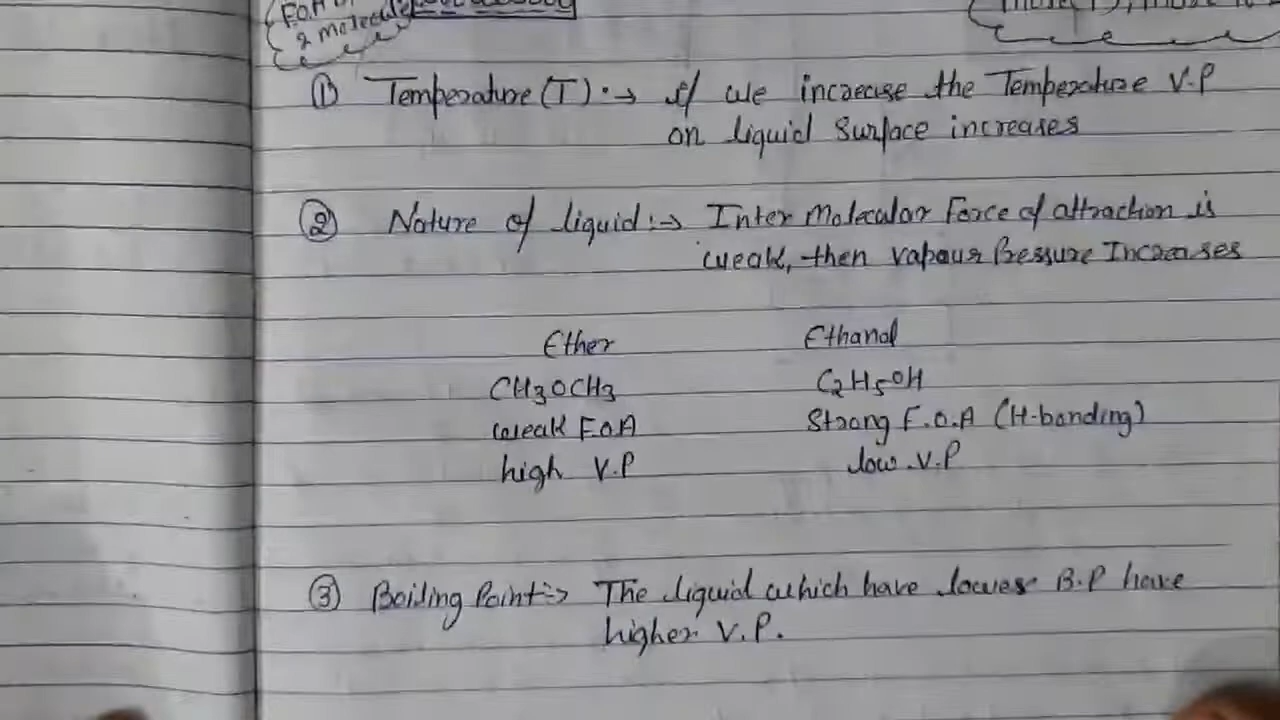 F.O.A
2 molecules
① Temperature (T) :→ if we increase the Temperature V.P
on liquid surface increases
② Nature of liquid :→ Inter Molecular Force of attraction is
weak, then vapour Pressure Increases
Ether Ethanol
CH3OCH3 C2H5OH
weak F.O.A Strong F.O.A (H-bonding)
high V.P low V.P
③ Boiling Point :→ The liquid which have lower B.P have
higher V.P.